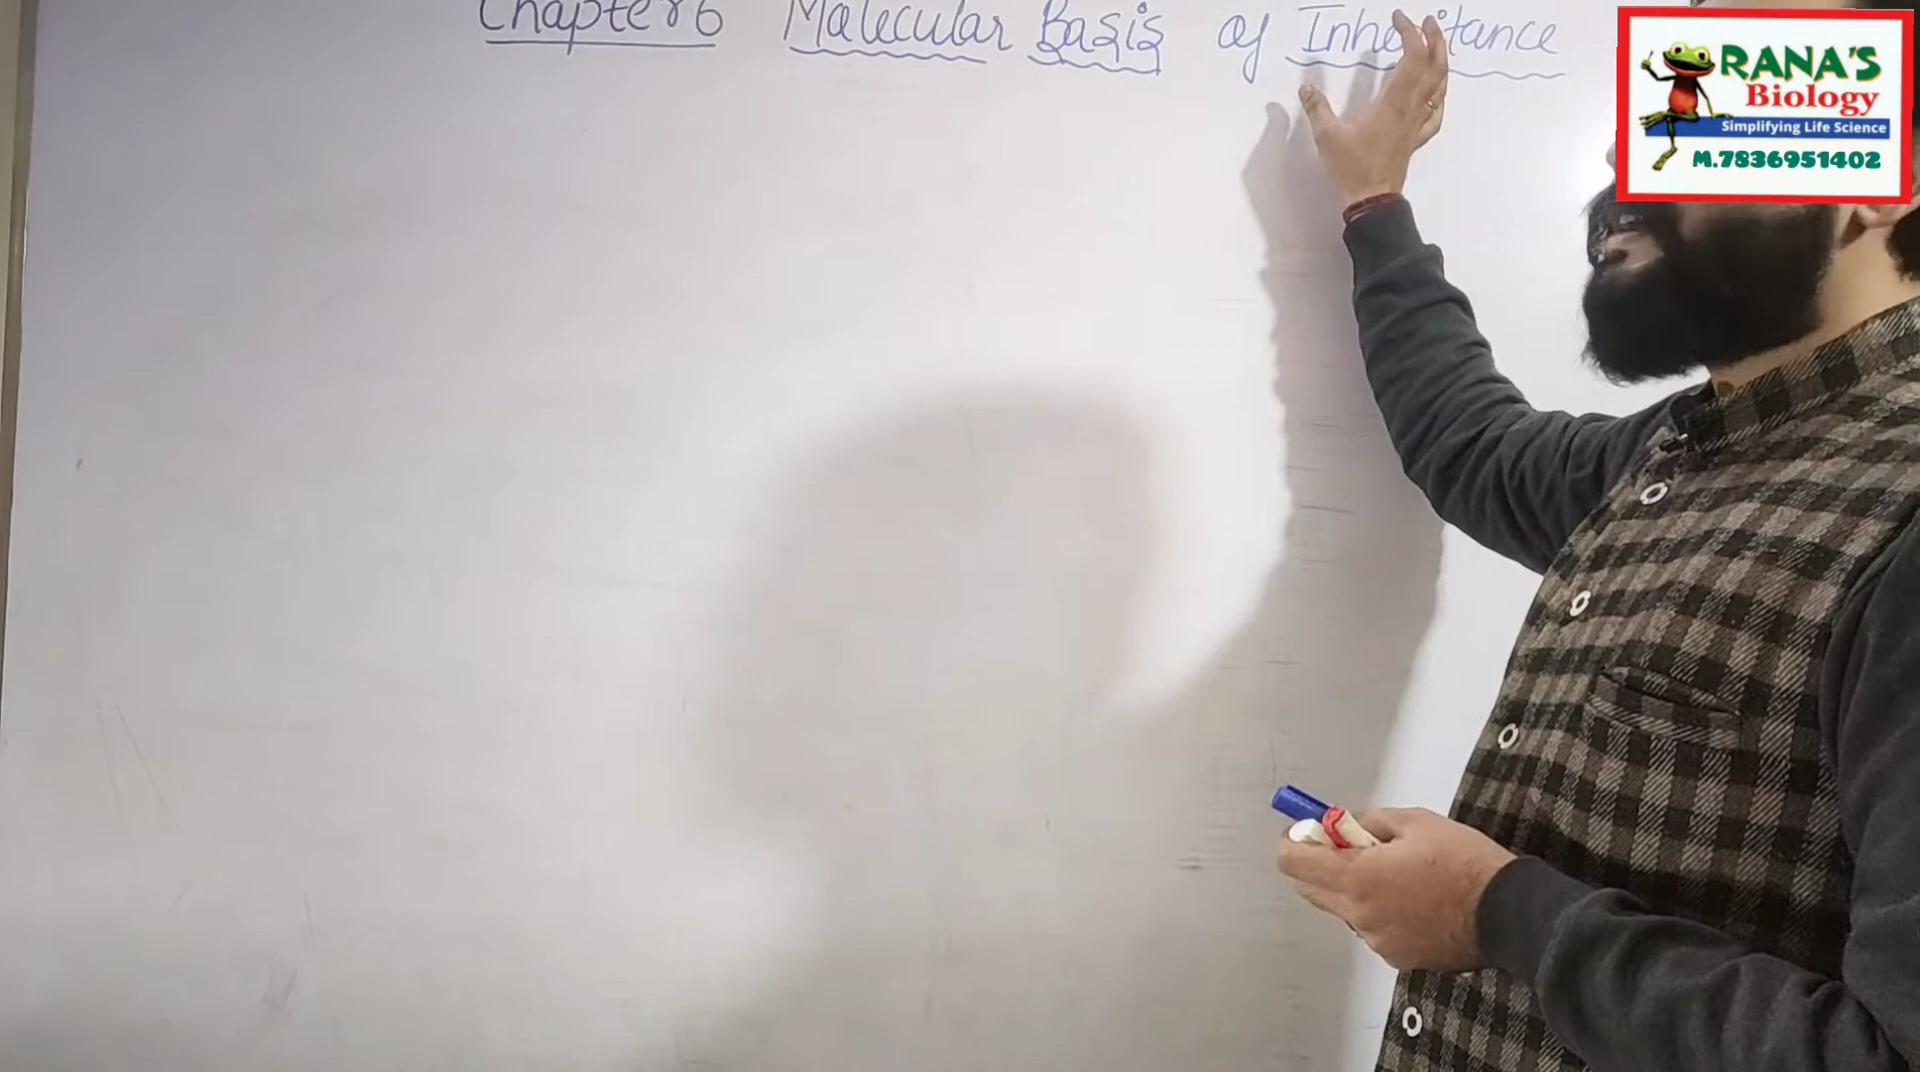 Chapter 6 Molecular Basis of Inheritance
RANA'S
Biology
Simplifying Life Science
M.7836951402